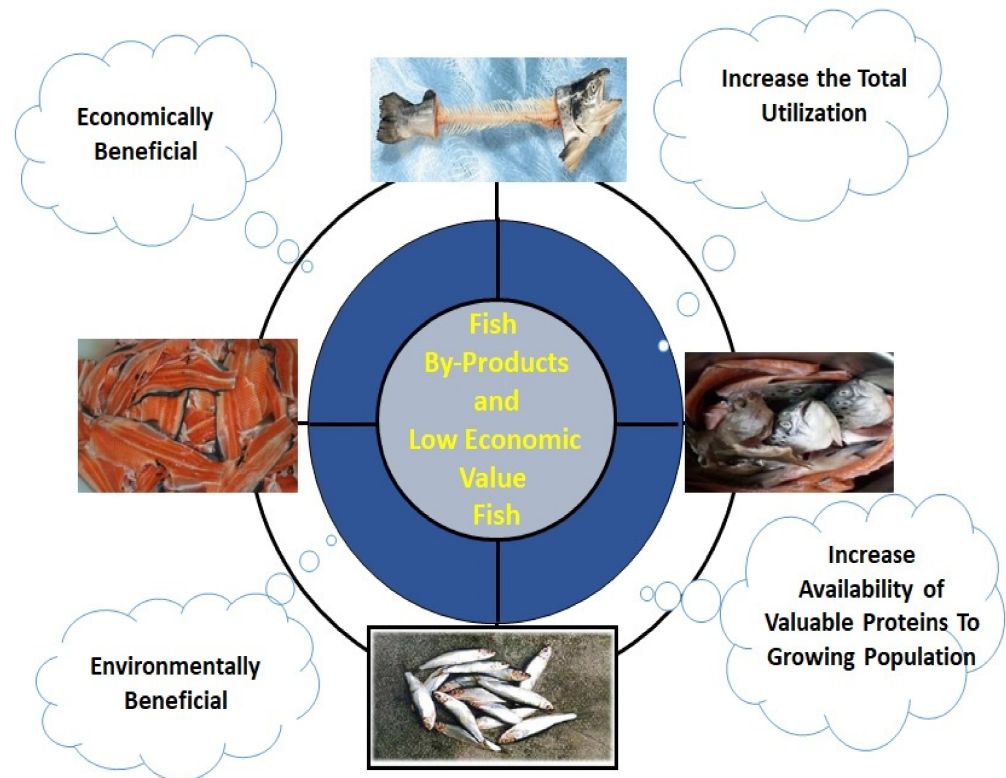 Economically
Beneficial
Increase the Total
Utilization
Fish
By-Products
and
Low Economic
Value
Fish
Environmentally
Beneficial
Increase
Availability of
Valuable Proteins To
Growing Population